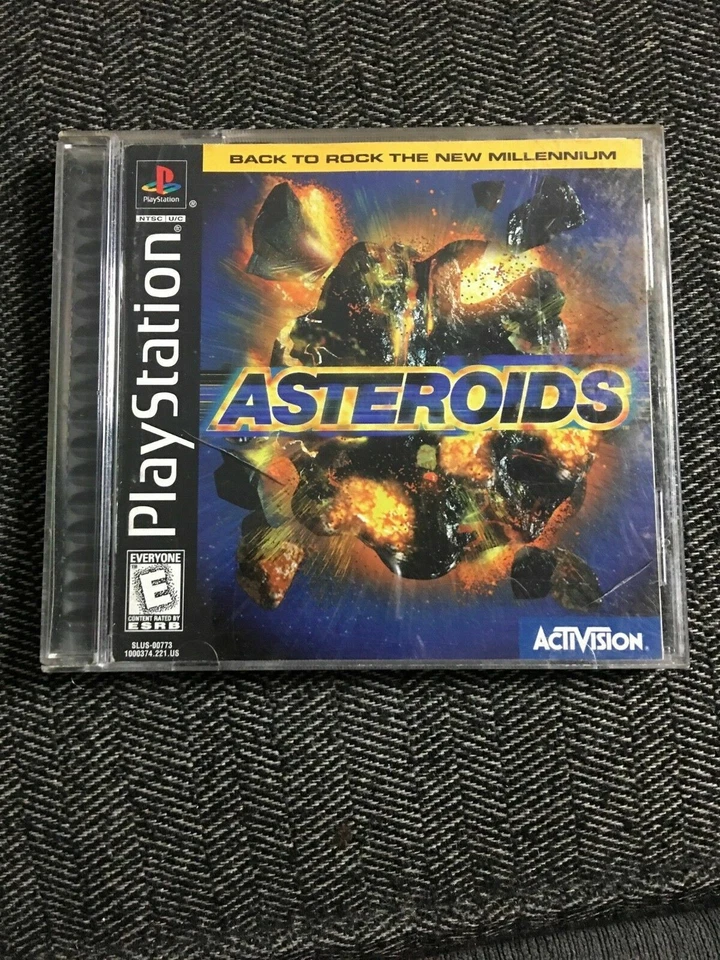 BACK TO ROCK THE NEW MILLENNIUM
PlayStation®
NTSC U/C
PlayStation®
ASTEROIDS
EVERYONE
E
CONTENT RATED BY
ESRB
SLUS-00773
1000374.221.US
ACTIVISION®